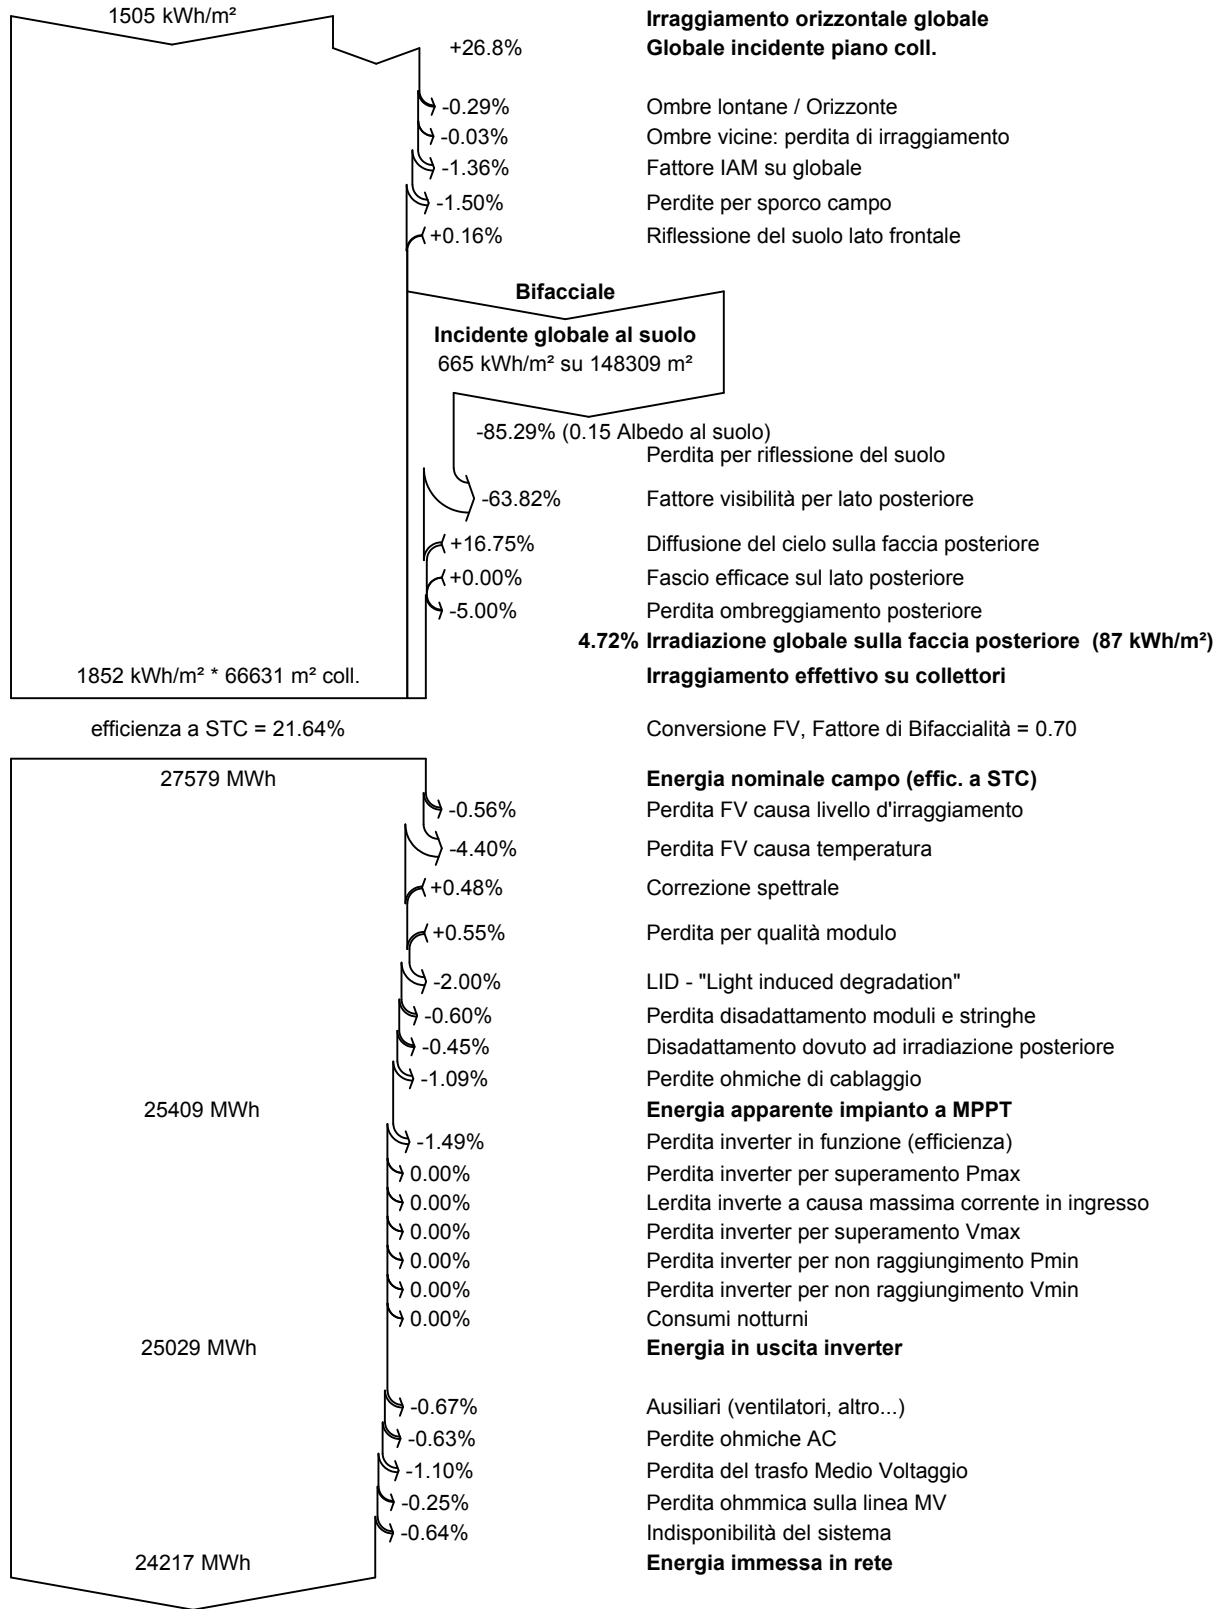 1505 kWh/m² Irraggiamento orizzontale globale
+26.8% Globale incidente piano coll.
-0.29% Ombre lontane / Orizzonte
-0.03% Ombre vicine: perdita di irraggiamento
-1.36% Fattore IAM su globale
-1.50% Perdite per sporco campo
+0.16% Riflessione del suolo lato frontale
Bifacciale
Incidente globale al suolo
665 kWh/m² su 148309 m²
-85.29% (0.15 Albedo al suolo)
Perdita per riflessione del suolo
-63.82% Fattore visibilità per lato posteriore
+16.75% Diffusione del cielo sulla faccia posteriore
+0.00% Fascio efficace sul lato posteriore
-5.00% Perdita ombreggiamento posteriore
4.72% Irradiazione globale sulla faccia posteriore (87 kWh/m²)
1852 kWh/m² * 66631 m² coll. Irraggiamento effettivo su collettori
efficienza a STC = 21.64% Conversione FV, Fattore di Bifaccialità = 0.70
27579 MWh Energia nominale campo (effic. a STC)
-0.56% Perdita FV causa livello d'irraggiamento
-4.40% Perdita FV causa temperatura
+0.48% Correzione spettrale
+0.55% Perdita per qualità modulo
-2.00% LID - "Light induced degradation"
-0.60% Perdita disadattamento moduli e stringhe
-0.45% Disadattamento dovuto ad irradiazione posteriore
-1.09% Perdite ohmiche di cablaggio
25409 MWh Energia apparente impianto a MPPT
-1.49% Perdita inverter in funzione (efficienza)
0.00% Perdita inverter per superamento Pmax
0.00% Lerdita inverte a causa massima corrente in ingresso
0.00% Perdita inverter per superamento Vmax
0.00% Perdita inverter per non raggiungimento Pmin
0.00% Perdita inverter per non raggiungimento Vmin
0.00% Consumi notturni
25029 MWh Energia in uscita inverter
-0.67% Ausiliari (ventilatori, altro...)
-0.63% Perdite ohmiche AC
-1.10% Perdita del trasfo Medio Voltaggio
-0.25% Perdita ohmmica sulla linea MV
-0.64% Indisponibilità del sistema
24217 MWh Energia immessa in rete